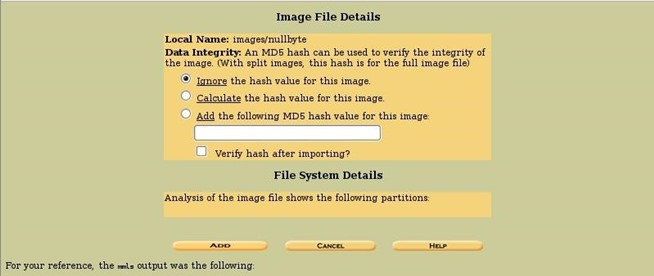 Image File Details
Local Name: images/nullbyte
Data Integrity: An MD5 hash can be used to verify the integrity of
the image. (With split images, this hash is for the full image file)
Ignore the hash value for this image.
Calculate the hash value for this image.
Add the following MD5 hash value for this image:
Verify hash after importing?
File System Details
Analysis of the image file shows the following partitions:
ADD
CANCEL
HELP
For your reference, the mmls output was the following: